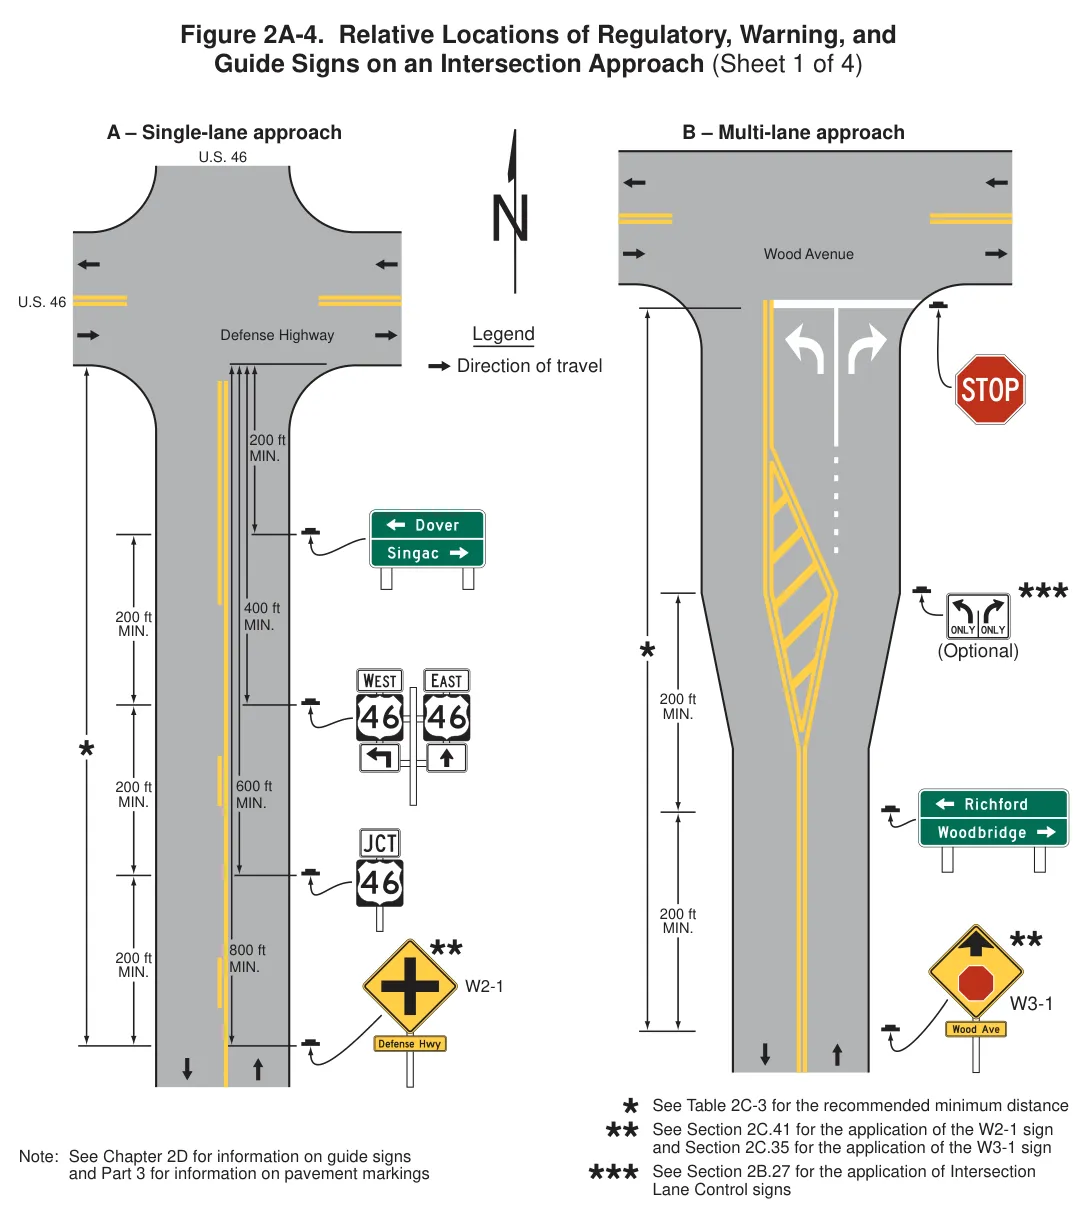 Figure 2A-4. Relative Locations of Regulatory, Warning, and
Guide Signs on an Intersection Approach (Sheet 1 of 4)
A – Single-lane approach
U.S. 46
U.S. 46
Defense Highway
200 ft
MIN.
400 ft
MIN.
600 ft
MIN.
800 ft
MIN.
200 ft
MIN.
200 ft
MIN.
200 ft
MIN.
*
Dover
Singac
WEST
EAST
46
46
JCT
46
**
W2-1
Defense Hwy
N
Legend
Direction of travel
B – Multi-lane approach
Wood Avenue
STOP
***
ONLY ONLY
(Optional)
*
200 ft
MIN.
200 ft
MIN.
Richford
Woodbridge
**
W3-1
Wood Ave
Note: See Chapter 2D for information on guide signs
and Part 3 for information on pavement markings
* See Table 2C-3 for the recommended minimum distance
** See Section 2C.41 for the application of the W2-1 sign
and Section 2C.35 for the application of the W3-1 sign
*** See Section 2B.27 for the application of Intersection
Lane Control signs